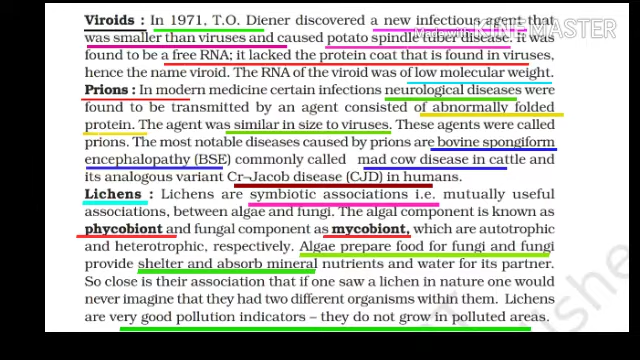 Viroids : In 1971, T.O. Diener discovered a new infectious agent that
was smaller than viruses and caused potato spindle tuber disease. It was
found to be a free RNA; it lacked the protein coat that is found in viruses,
hence the name viroid. The RNA of the viroid was of low molecular weight.
Prions : In modern medicine certain infectious neurological diseases were
found to be transmitted by an agent consisted of abnormally folded
protein. The agent was similar in size to viruses. These agents were called
prions. The most notable diseases caused by prions are bovine spongiform
encephalopathy (BSE) commonly called mad cow disease in cattle and
its analogous variant Cr–Jacob disease (CJD) in humans.
Lichens : Lichens are symbiotic associations i.e. mutually useful
associations, between algae and fungi. The algal component is known as
phycobiont and fungal component as mycobiont, which are autotrophic
and heterotrophic, respectively. Algae prepare food for fungi and fungi
provide shelter and absorb mineral nutrients and water for its partner.
So close is their association that if one saw a lichen in nature one would
never imagine that they had two different organisms within them. Lichens
are very good pollution indicators – they do not grow in polluted areas.
KINEMASTER